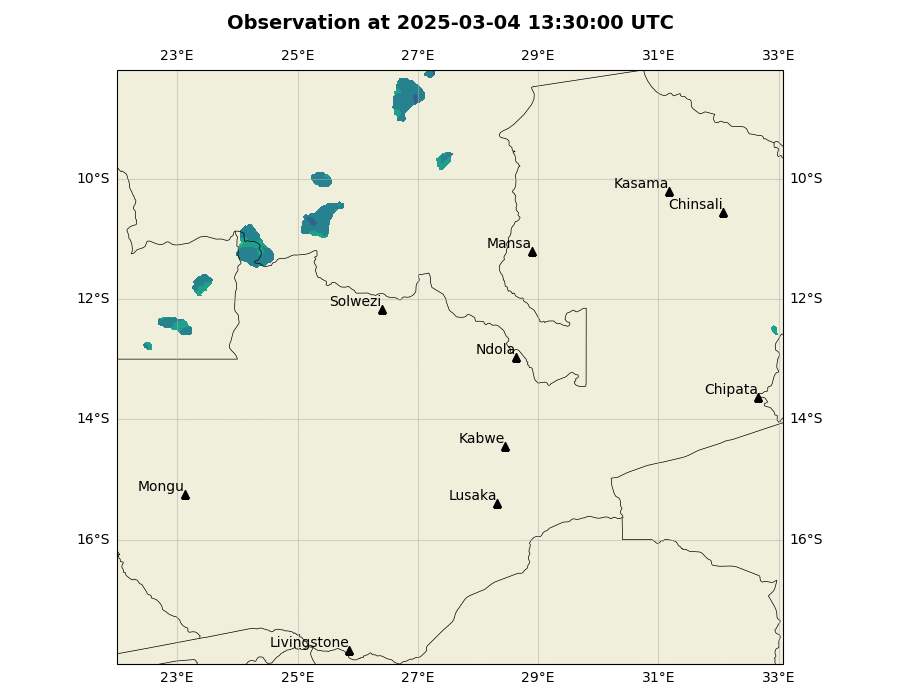 Observation at 2025-03-04 13:30:00 UTC
23°E 25°E 27°E 29°E 31°E 33°E
10°S 10°S
Kasama
Chinsali
Mansa
12°S 12°S
Solwezi
Ndola
Chipata
14°S 14°S
Kabwe
Mongu
Lusaka
16°S 16°S
Livingstone
23°E 25°E 27°E 29°E 31°E 33°E